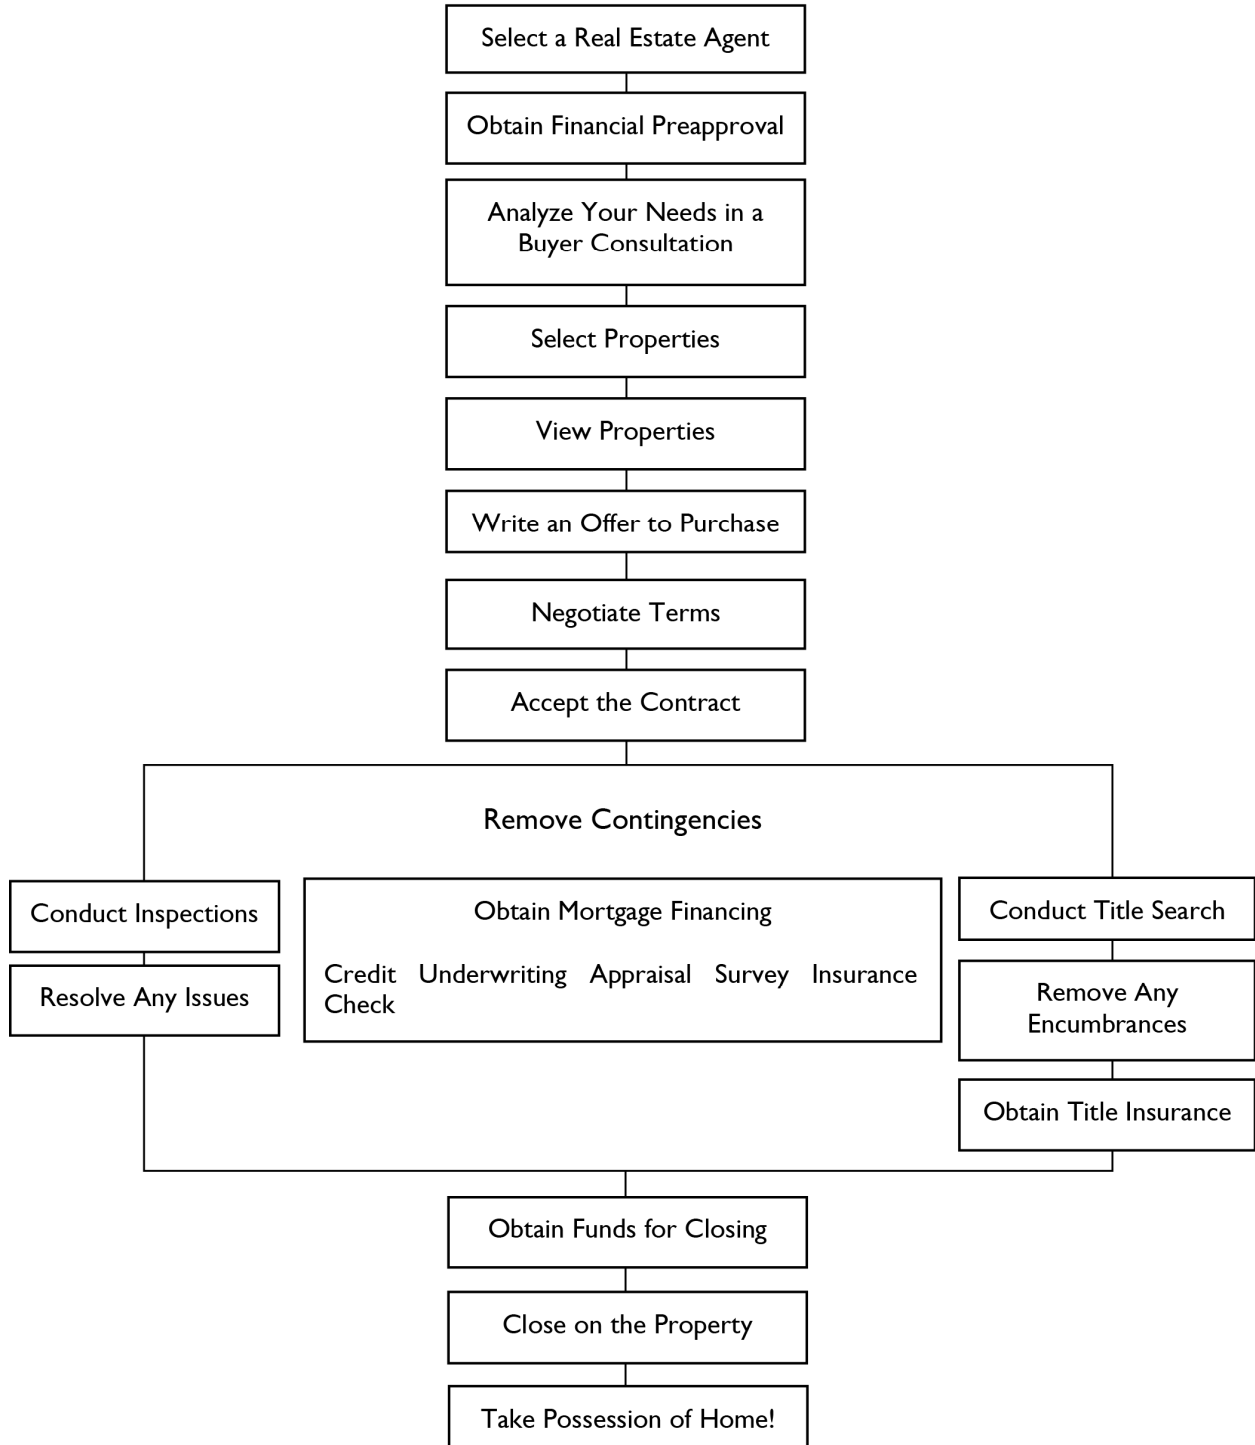 Select a Real Estate Agent
Obtain Financial Preapproval
Analyze Your Needs in a
Buyer Consultation
Select Properties
View Properties
Write an Offer to Purchase
Negotiate Terms
Accept the Contract
Remove Contingencies
Conduct Inspections
Resolve Any Issues
Obtain Mortgage Financing
Credit Underwriting Appraisal Survey Insurance
Check
Conduct Title Search
Remove Any
Encumbrances
Obtain Title Insurance
Obtain Funds for Closing
Close on the Property
Take Possession of Home!